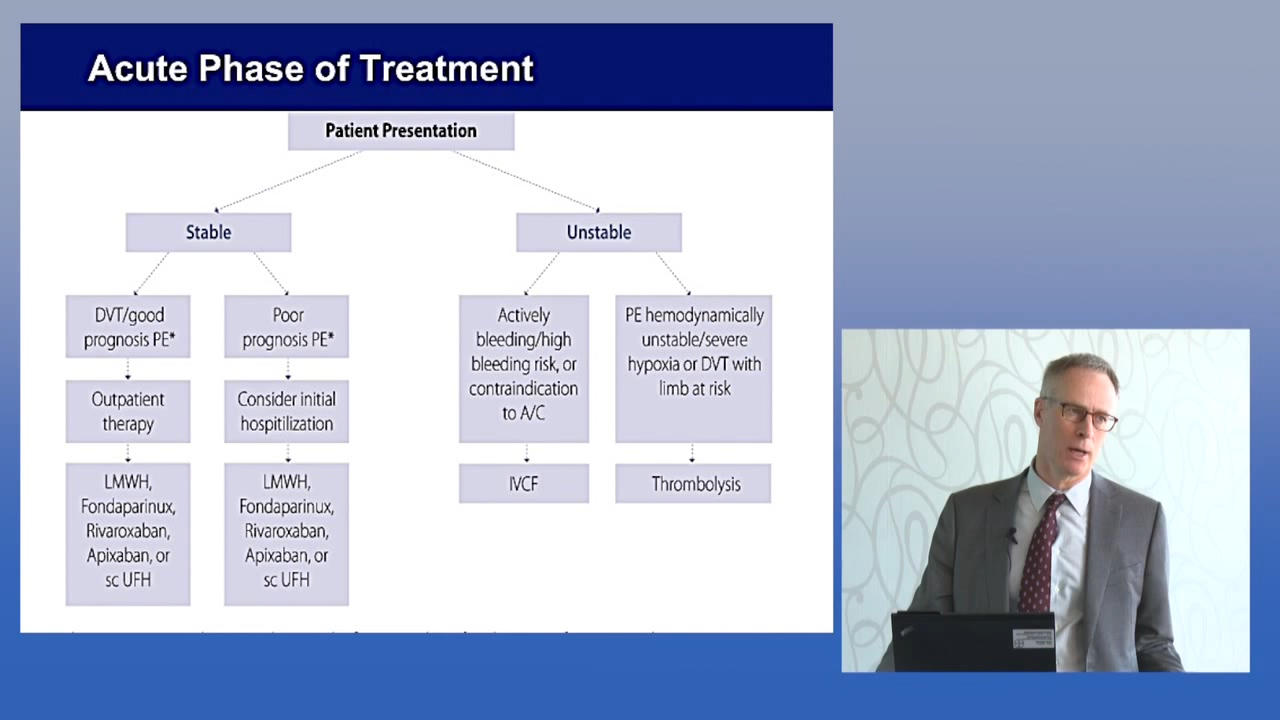 Acute Phase of Treatment
Patient Presentation
Stable
Unstable
DVT/good
prognosis PE*
Poor
prognosis PE*
Actively
bleeding/high
bleeding risk, or
contraindication
to A/C
PE hemodynamically
unstable/severe
hypoxia or DVT with
limb at risk
Outpatient
therapy
Consider initial
hospitilization
LMWH,
Fondaparinux,
Rivaroxaban,
Apixaban, or
sc UFH
LMWH,
Fondaparinux,
Rivaroxaban,
Apixaban, or
sc UFH
IVCF
Thrombolysis